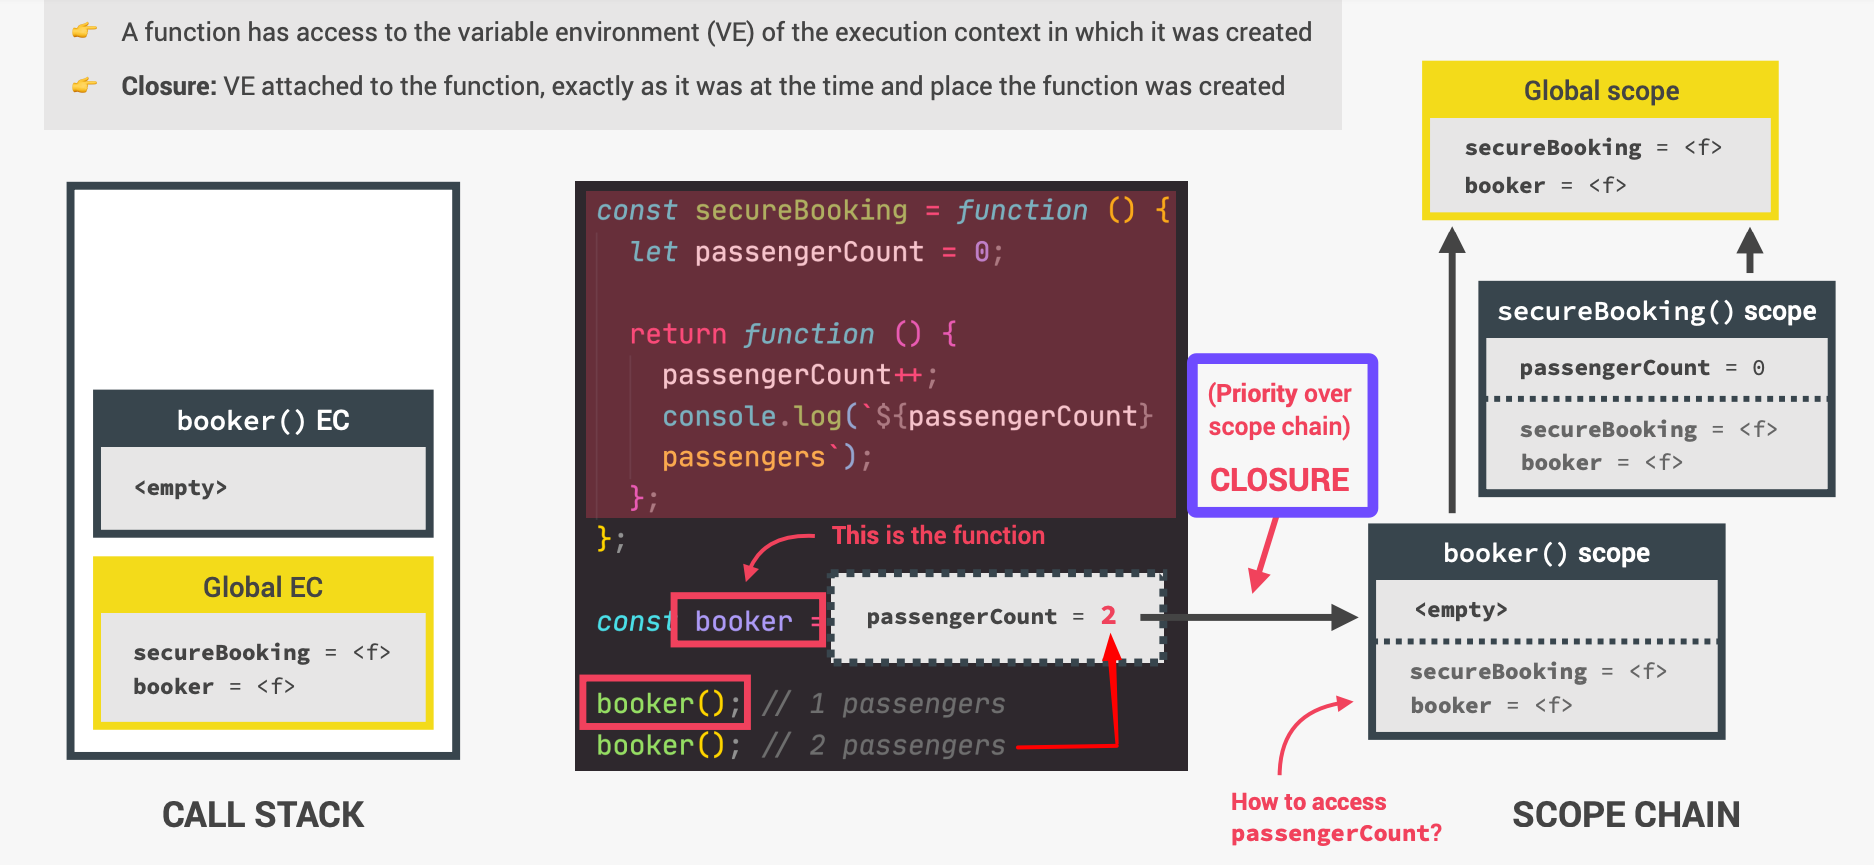 👉 A function has access to the variable environment (VE) of the execution context in which it was created
👉 Closure: VE attached to the function, exactly as it was at the time and place the function was created
booker() EC
<empty>
Global EC
secureBooking = <f>
booker = <f>
CALL STACK
const secureBooking = function () {
let passengerCount = 0;
return function () {
passengerCount++;
console.log(`${passengerCount}
passengers`);
};
};
This is the function
const booker =
passengerCount = 2
booker(); // 1 passengers
booker(); // 2 passengers
(Priority over
scope chain)
CLOSURE
Global scope
secureBooking = <f>
booker = <f>
secureBooking() scope
passengerCount = 0
secureBooking = <f>
booker = <f>
booker() scope
<empty>
secureBooking = <f>
booker = <f>
How to access
passengerCount?
SCOPE CHAIN